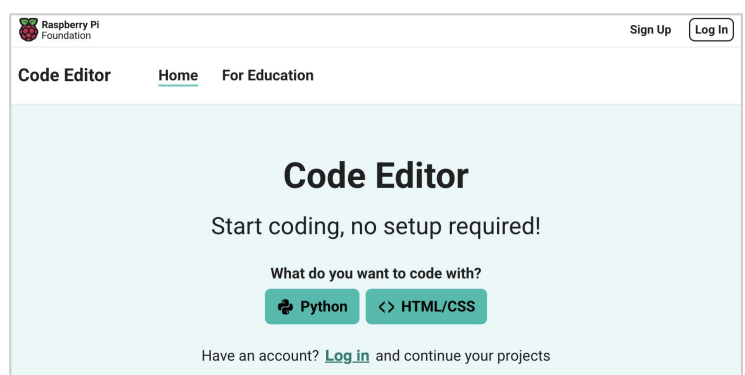 Raspberry Pi
Foundation
Sign Up
Log In
Code Editor
Home
For Education
Code Editor
Start coding, no setup required!
What do you want to code with?
Python
<> HTML/CSS
Have an account? Log in and continue your projects